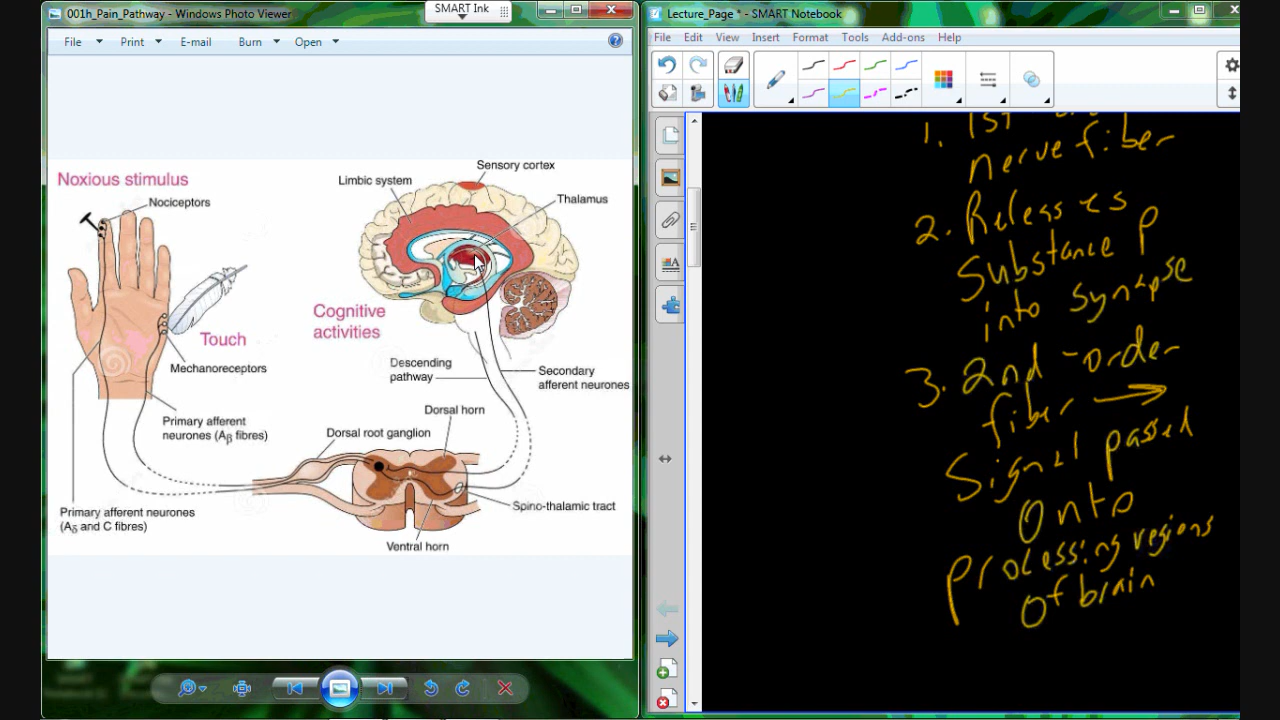 001h_Pain_Pathway - Windows Photo Viewer
SMART Ink
File Print E-mail Burn Open
Noxious stimulus
Nociceptors
Touch
Mechanoreceptors
Primary afferent
neurones (Aβ fibres)
Primary afferent neurones
(Aδ and C fibres)
Sensory cortex
Limbic system
Thalamus
Cognitive
activities
Descending
pathway
Secondary
afferent neurones
Dorsal horn
Dorsal root ganglion
Spino-thalamic tract
Ventral horn
Lecture_Page * - SMART Notebook
File Edit View Insert Format Tools Add-ons Help
1. 1st
nerve fiber
2. Relesses
Substance P
into synapse
3. 2nd-order
fiber →
Signal passed
Onto
processing regions
Of brain